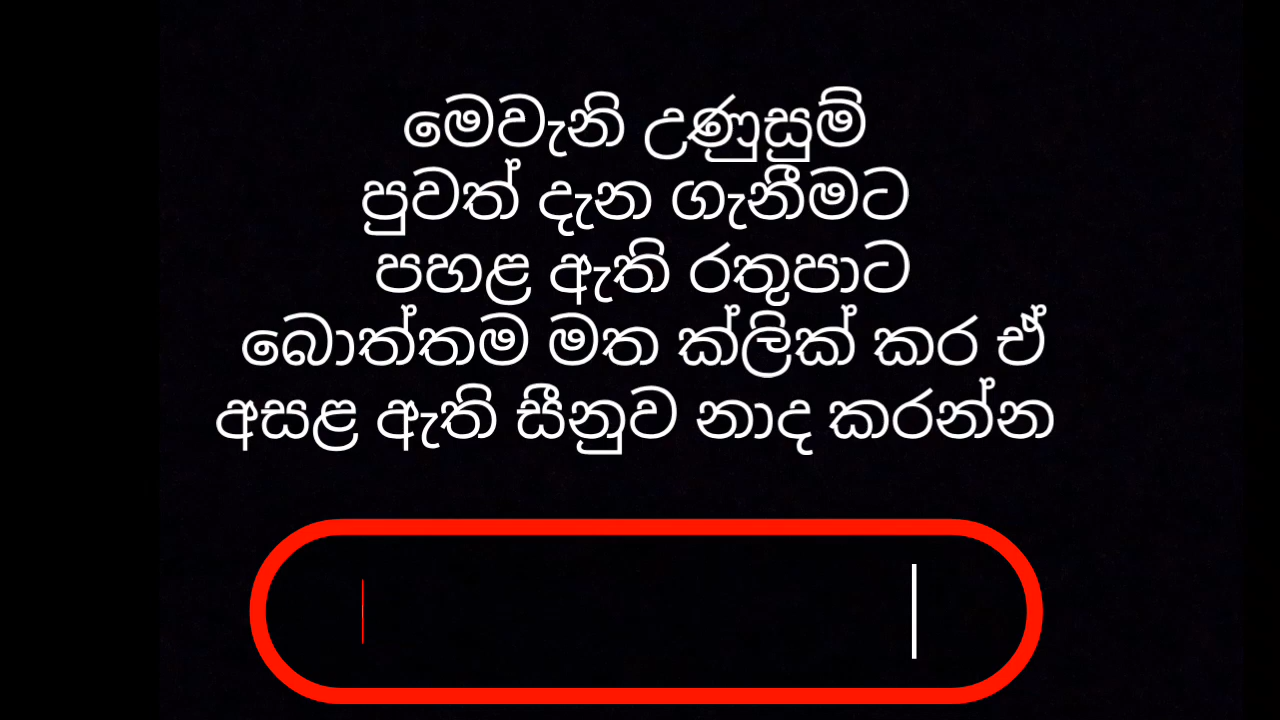 මෙවැනි උණුසුම්
පුවත් දැන ගැනීමට
පහළ ඇති රතුපාට
බොත්තම මත ක්ලික් කර ඒ
අසළ ඇති සීනුව නාද කරන්න